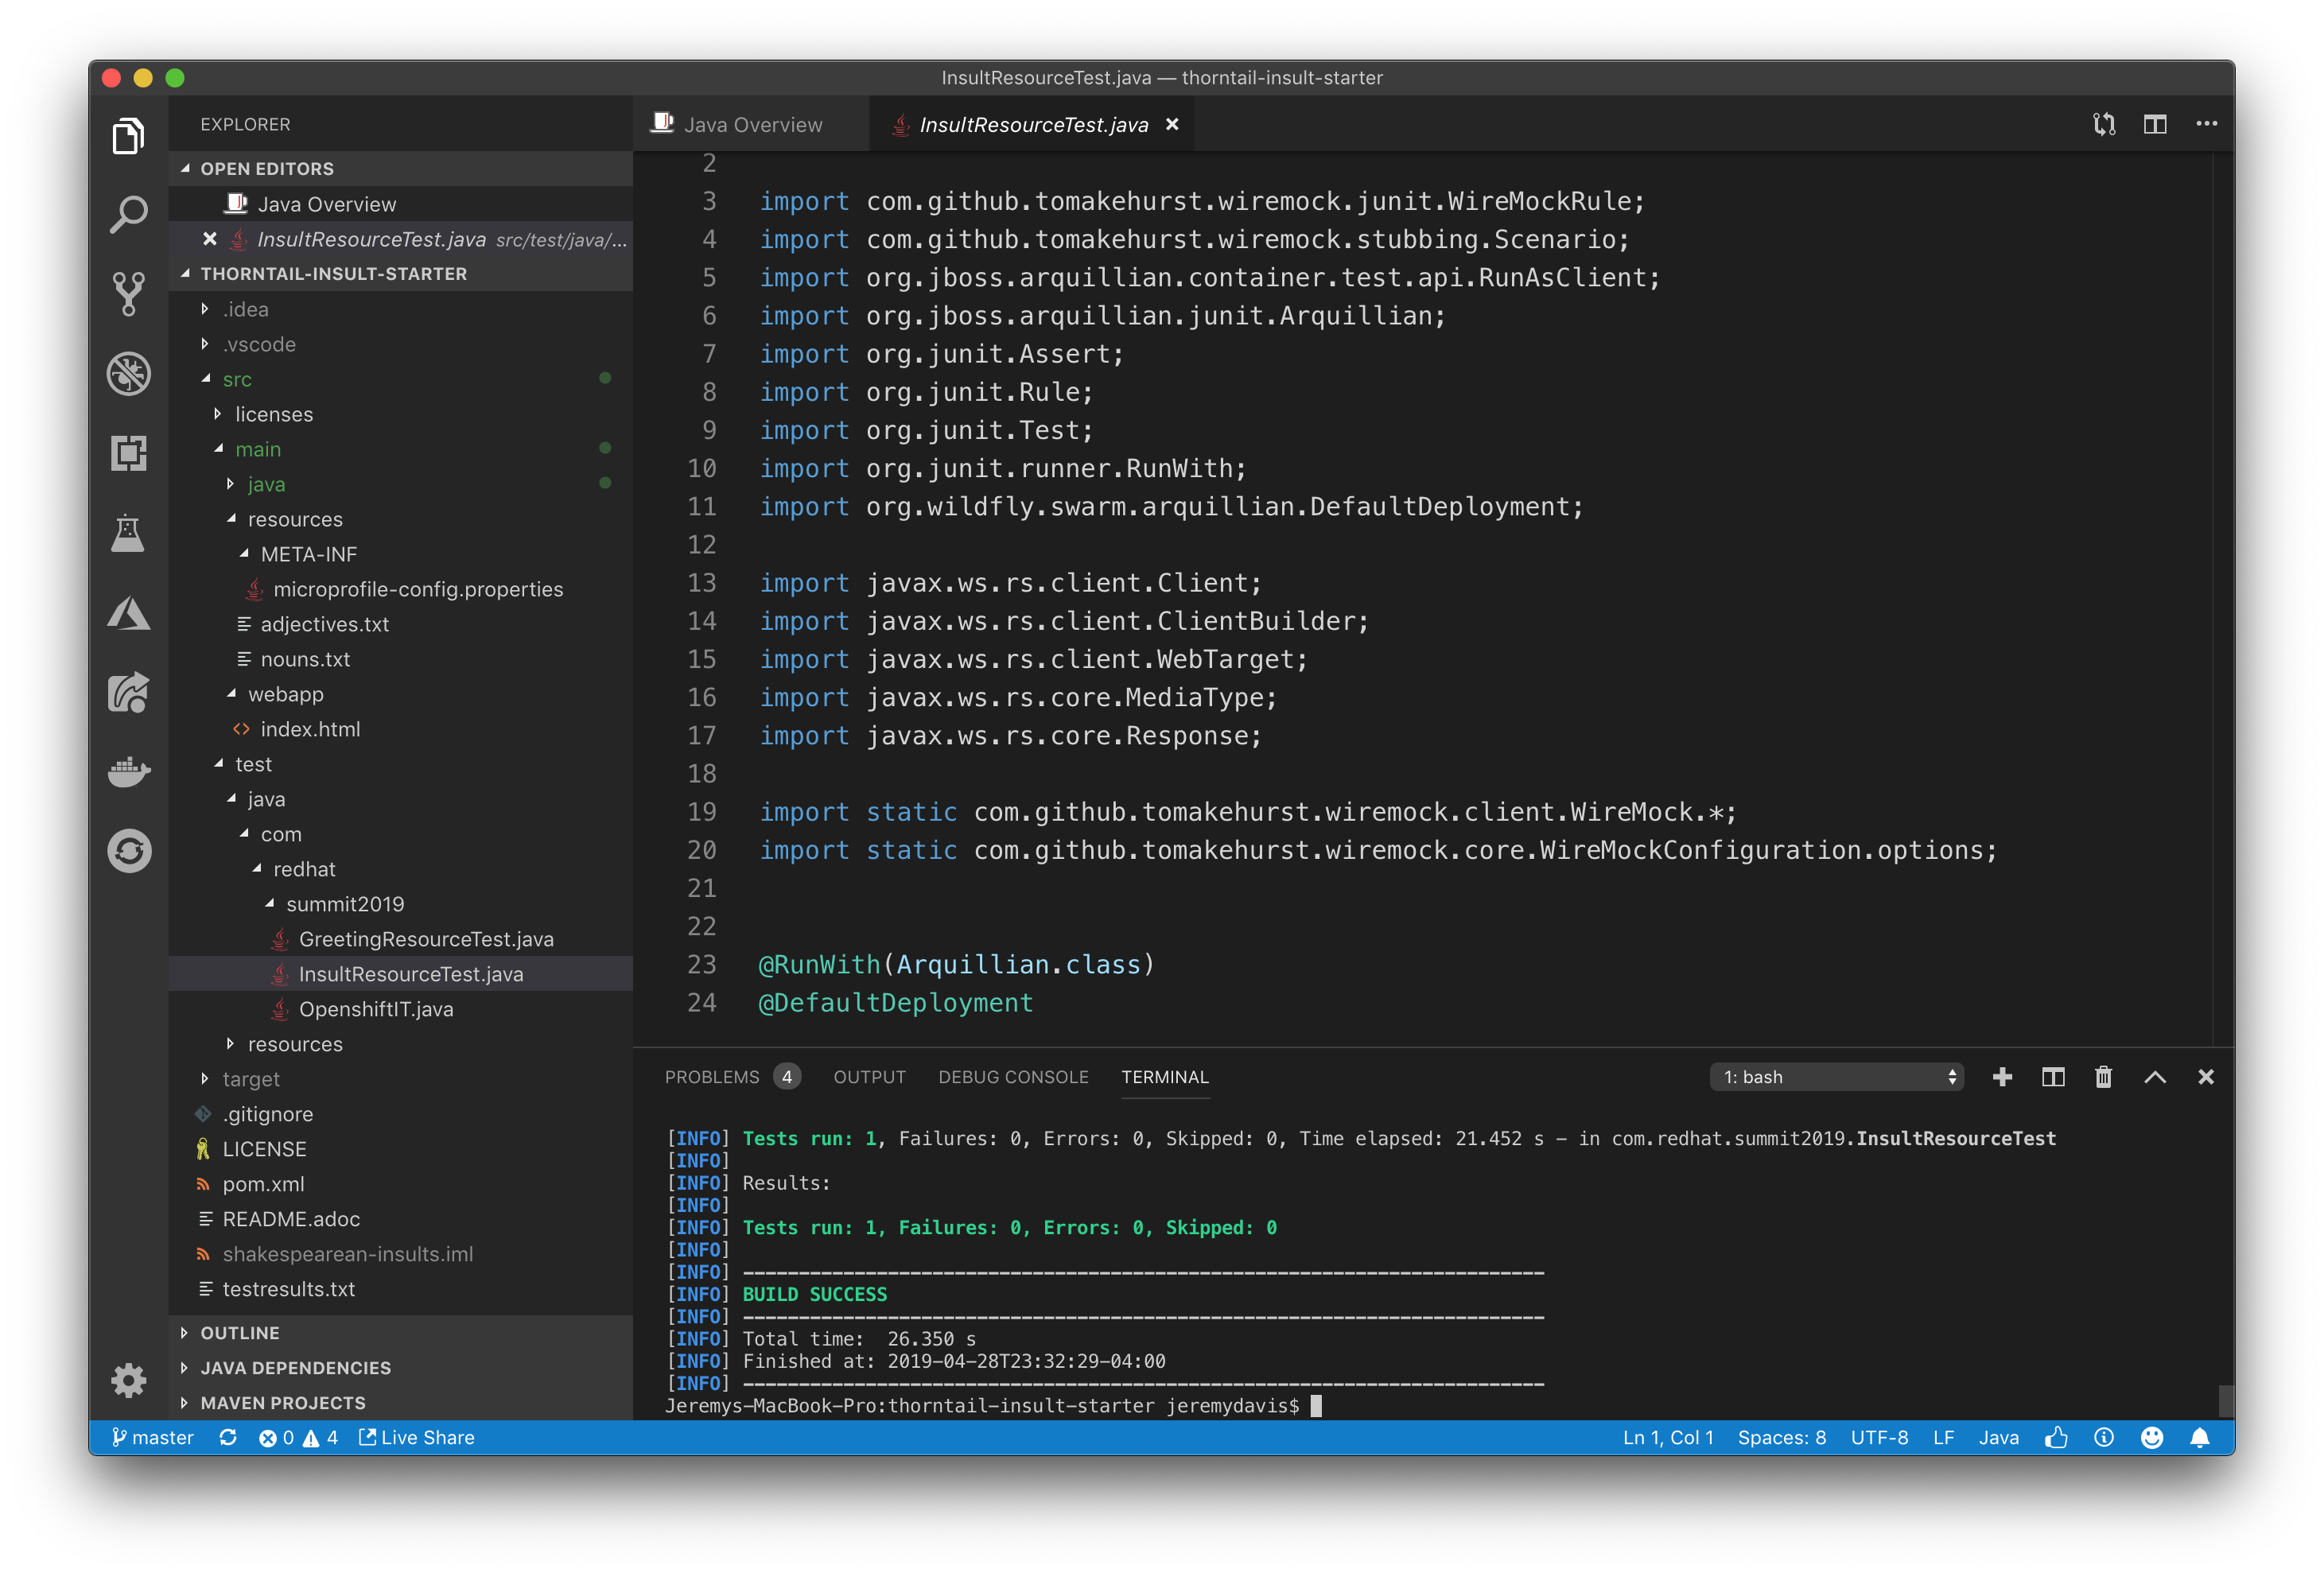 InsultResourceTest.java — thorntail-insult-starter
EXPLORER
OPEN EDITORS
Java Overview
InsultResourceTest.java src/test/java/...
THORNTAIL-INSULT-STARTER
.idea
.vscode
src
licenses
main
java
resources
META-INF
microprofile-config.properties
adjectives.txt
nouns.txt
webapp
index.html
test
java
com
redhat
summit2019
GreetingResourceTest.java
InsultResourceTest.java
OpenshiftIT.java
resources
target
.gitignore
LICENSE
pom.xml
README.adoc
shakespearean-insults.iml
testresults.txt
OUTLINE
JAVA DEPENDENCIES
MAVEN PROJECTS
Java Overview
InsultResourceTest.java
2
3 import com.github.tomakehurst.wiremock.junit.WireMockRule;
4 import com.github.tomakehurst.wiremock.stubbing.Scenario;
5 import org.jboss.arquillian.container.test.api.RunAsClient;
6 import org.jboss.arquillian.junit.Arquillian;
7 import org.junit.Assert;
8 import org.junit.Rule;
9 import org.junit.Test;
10 import org.junit.runner.RunWith;
11 import org.wildfly.swarm.arquillian.DefaultDeployment;
12
13 import javax.ws.rs.client.Client;
14 import javax.ws.rs.client.ClientBuilder;
15 import javax.ws.rs.client.WebTarget;
16 import javax.ws.rs.core.MediaType;
17 import javax.ws.rs.core.Response;
18
19 import static com.github.tomakehurst.wiremock.client.WireMock.*;
20 import static com.github.tomakehurst.wiremock.core.WireMockConfiguration.options;
21
22
23 @RunWith(Arquillian.class)
24 @DefaultDeployment
PROBLEMS 4 OUTPUT DEBUG CONSOLE TERMINAL 1: bash
[INFO] Tests run: 1, Failures: 0, Errors: 0, Skipped: 0, Time elapsed: 21.452 s - in com.redhat.summit2019.InsultResourceTest
[INFO]
[INFO] Results:
[INFO]
[INFO] Tests run: 1, Failures: 0, Errors: 0, Skipped: 0
[INFO]
[INFO] ------------------------------------------------------------------------
[INFO] BUILD SUCCESS
[INFO] ------------------------------------------------------------------------
[INFO] Total time:  26.350 s
[INFO] Finished at: 2019-04-28T23:32:29-04:00
[INFO] ------------------------------------------------------------------------
Jeremys-MacBook-Pro:thorntail-insult-starter jeremydavis$
master 0 4 Live Share Ln 1, Col 1 Spaces: 8 UTF-8 LF Java